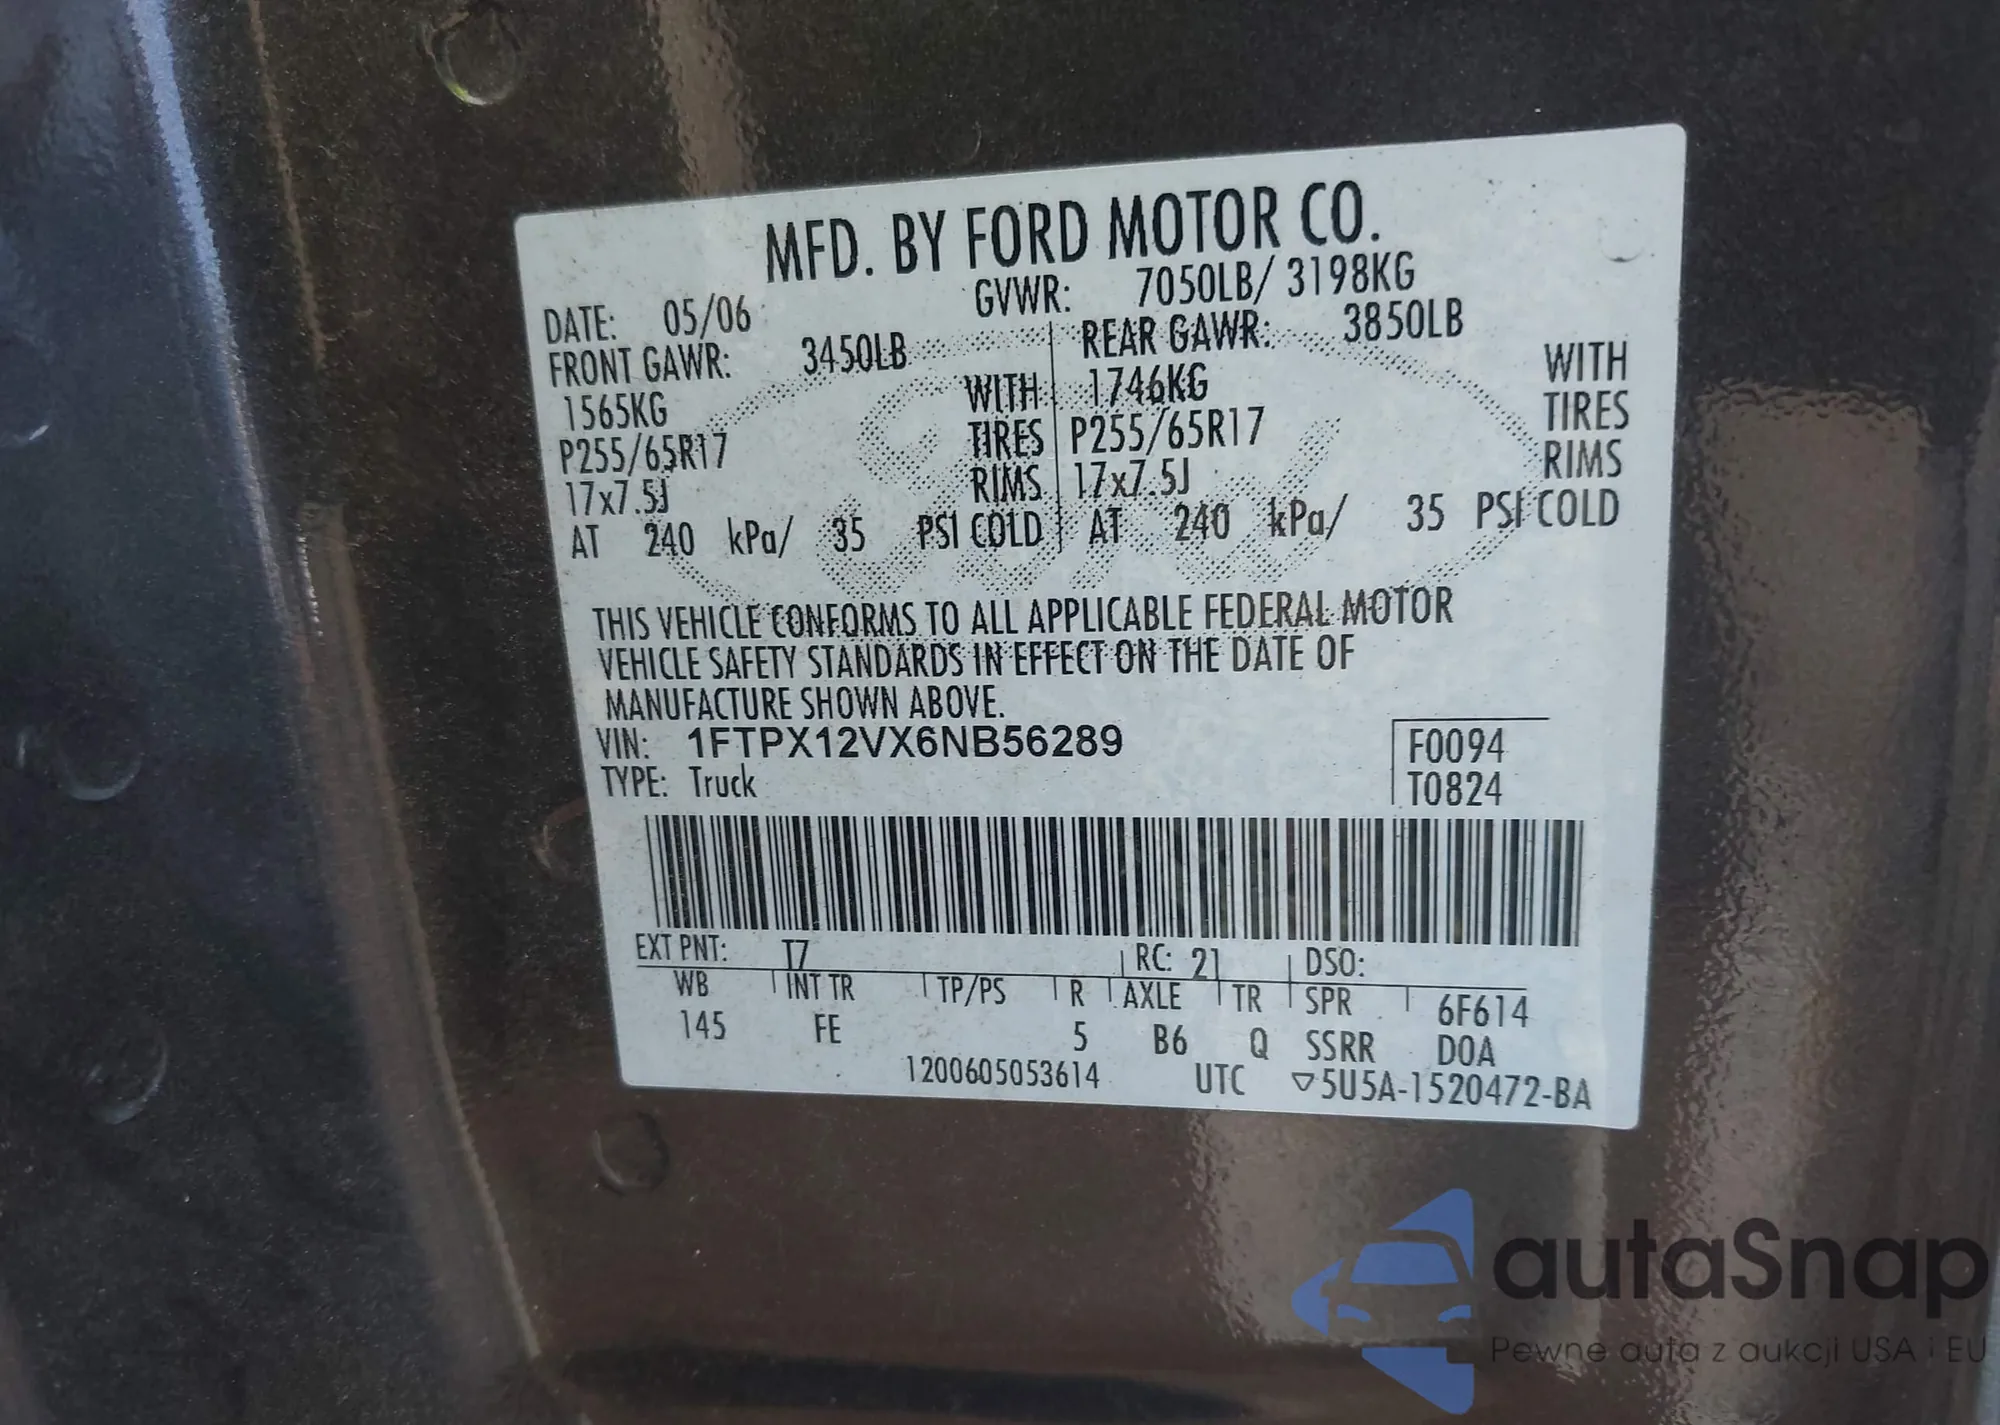 MFD. BY FORD MOTOR CO.
DATE: 05/06 GVWR: 7050LB/ 3198KG
FRONT GAWR: 3450LB REAR GAWR: 3850LB
1565KG WITH 1746KG WITH
P255/65R17 TIRES P255/65R17 TIRES
17x7.5J RIMS 17x7.5J RIMS
AT 240 kPa/ 35 PSI COLD AT 240 kPa/ 35 PSI COLD
THIS VEHICLE CONFORMS TO ALL APPLICABLE FEDERAL MOTOR
VEHICLE SAFETY STANDARDS IN EFFECT ON THE DATE OF
MANUFACTURE SHOWN ABOVE.
VIN: 1FTPX12VX6NB56289 F0094
TYPE: Truck T0824
EXT PNT: T7 RC: 21 DSO:
WB INT TR TP/PS R AXLE TR SPR 6F614
145 FE 5 B6 Q SSRR DOA
1200605053614 UTC ▽5U5A-1520472-BA
autaSnap
Pewne auta z aukcji USA i EU